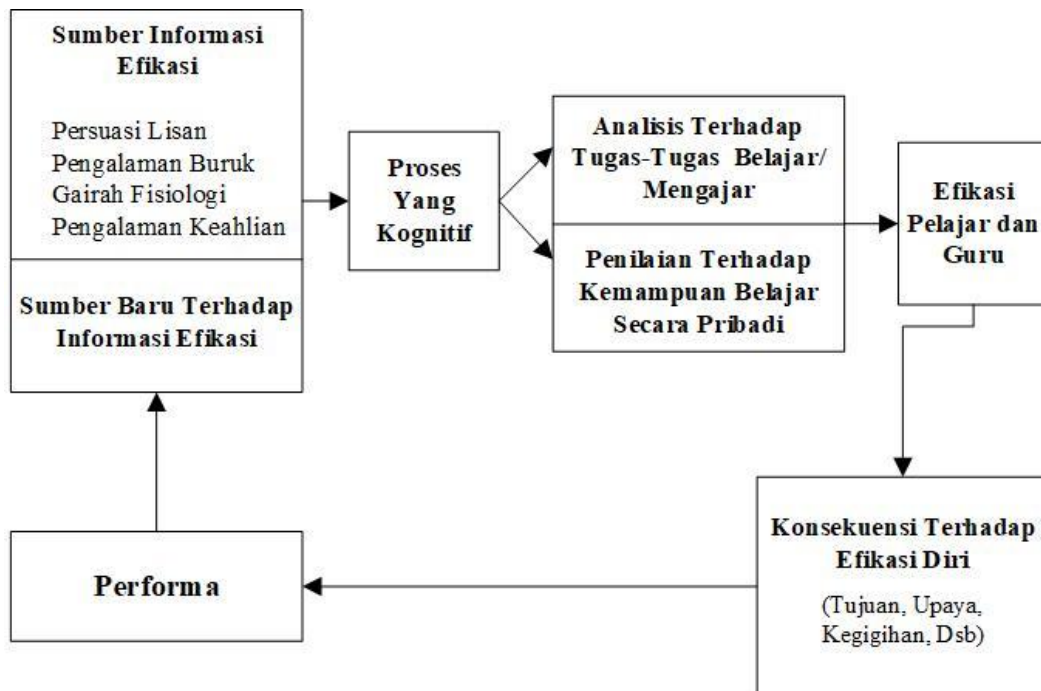 Sumber Informasi
Efikasi
Persuasi Lisan
Pengalaman Buruk
Gairah Fisiologi
Pengalaman Keahlian
Sumber Baru Terhadap
Informasi Efikasi
Proses
Yang
Kognitif
Analisis Terhadap
Tugas-Tugas Belajar/
Mengajar
Penilaian Terhadap
Kemampuan Belajar
Secara Pribadi
Efikasi
Pelajar dan
Guru
Konsekuensi Terhadap
Efikasi Diri
(Tujuan, Upaya,
Kegigihan, Dsb)
Performa